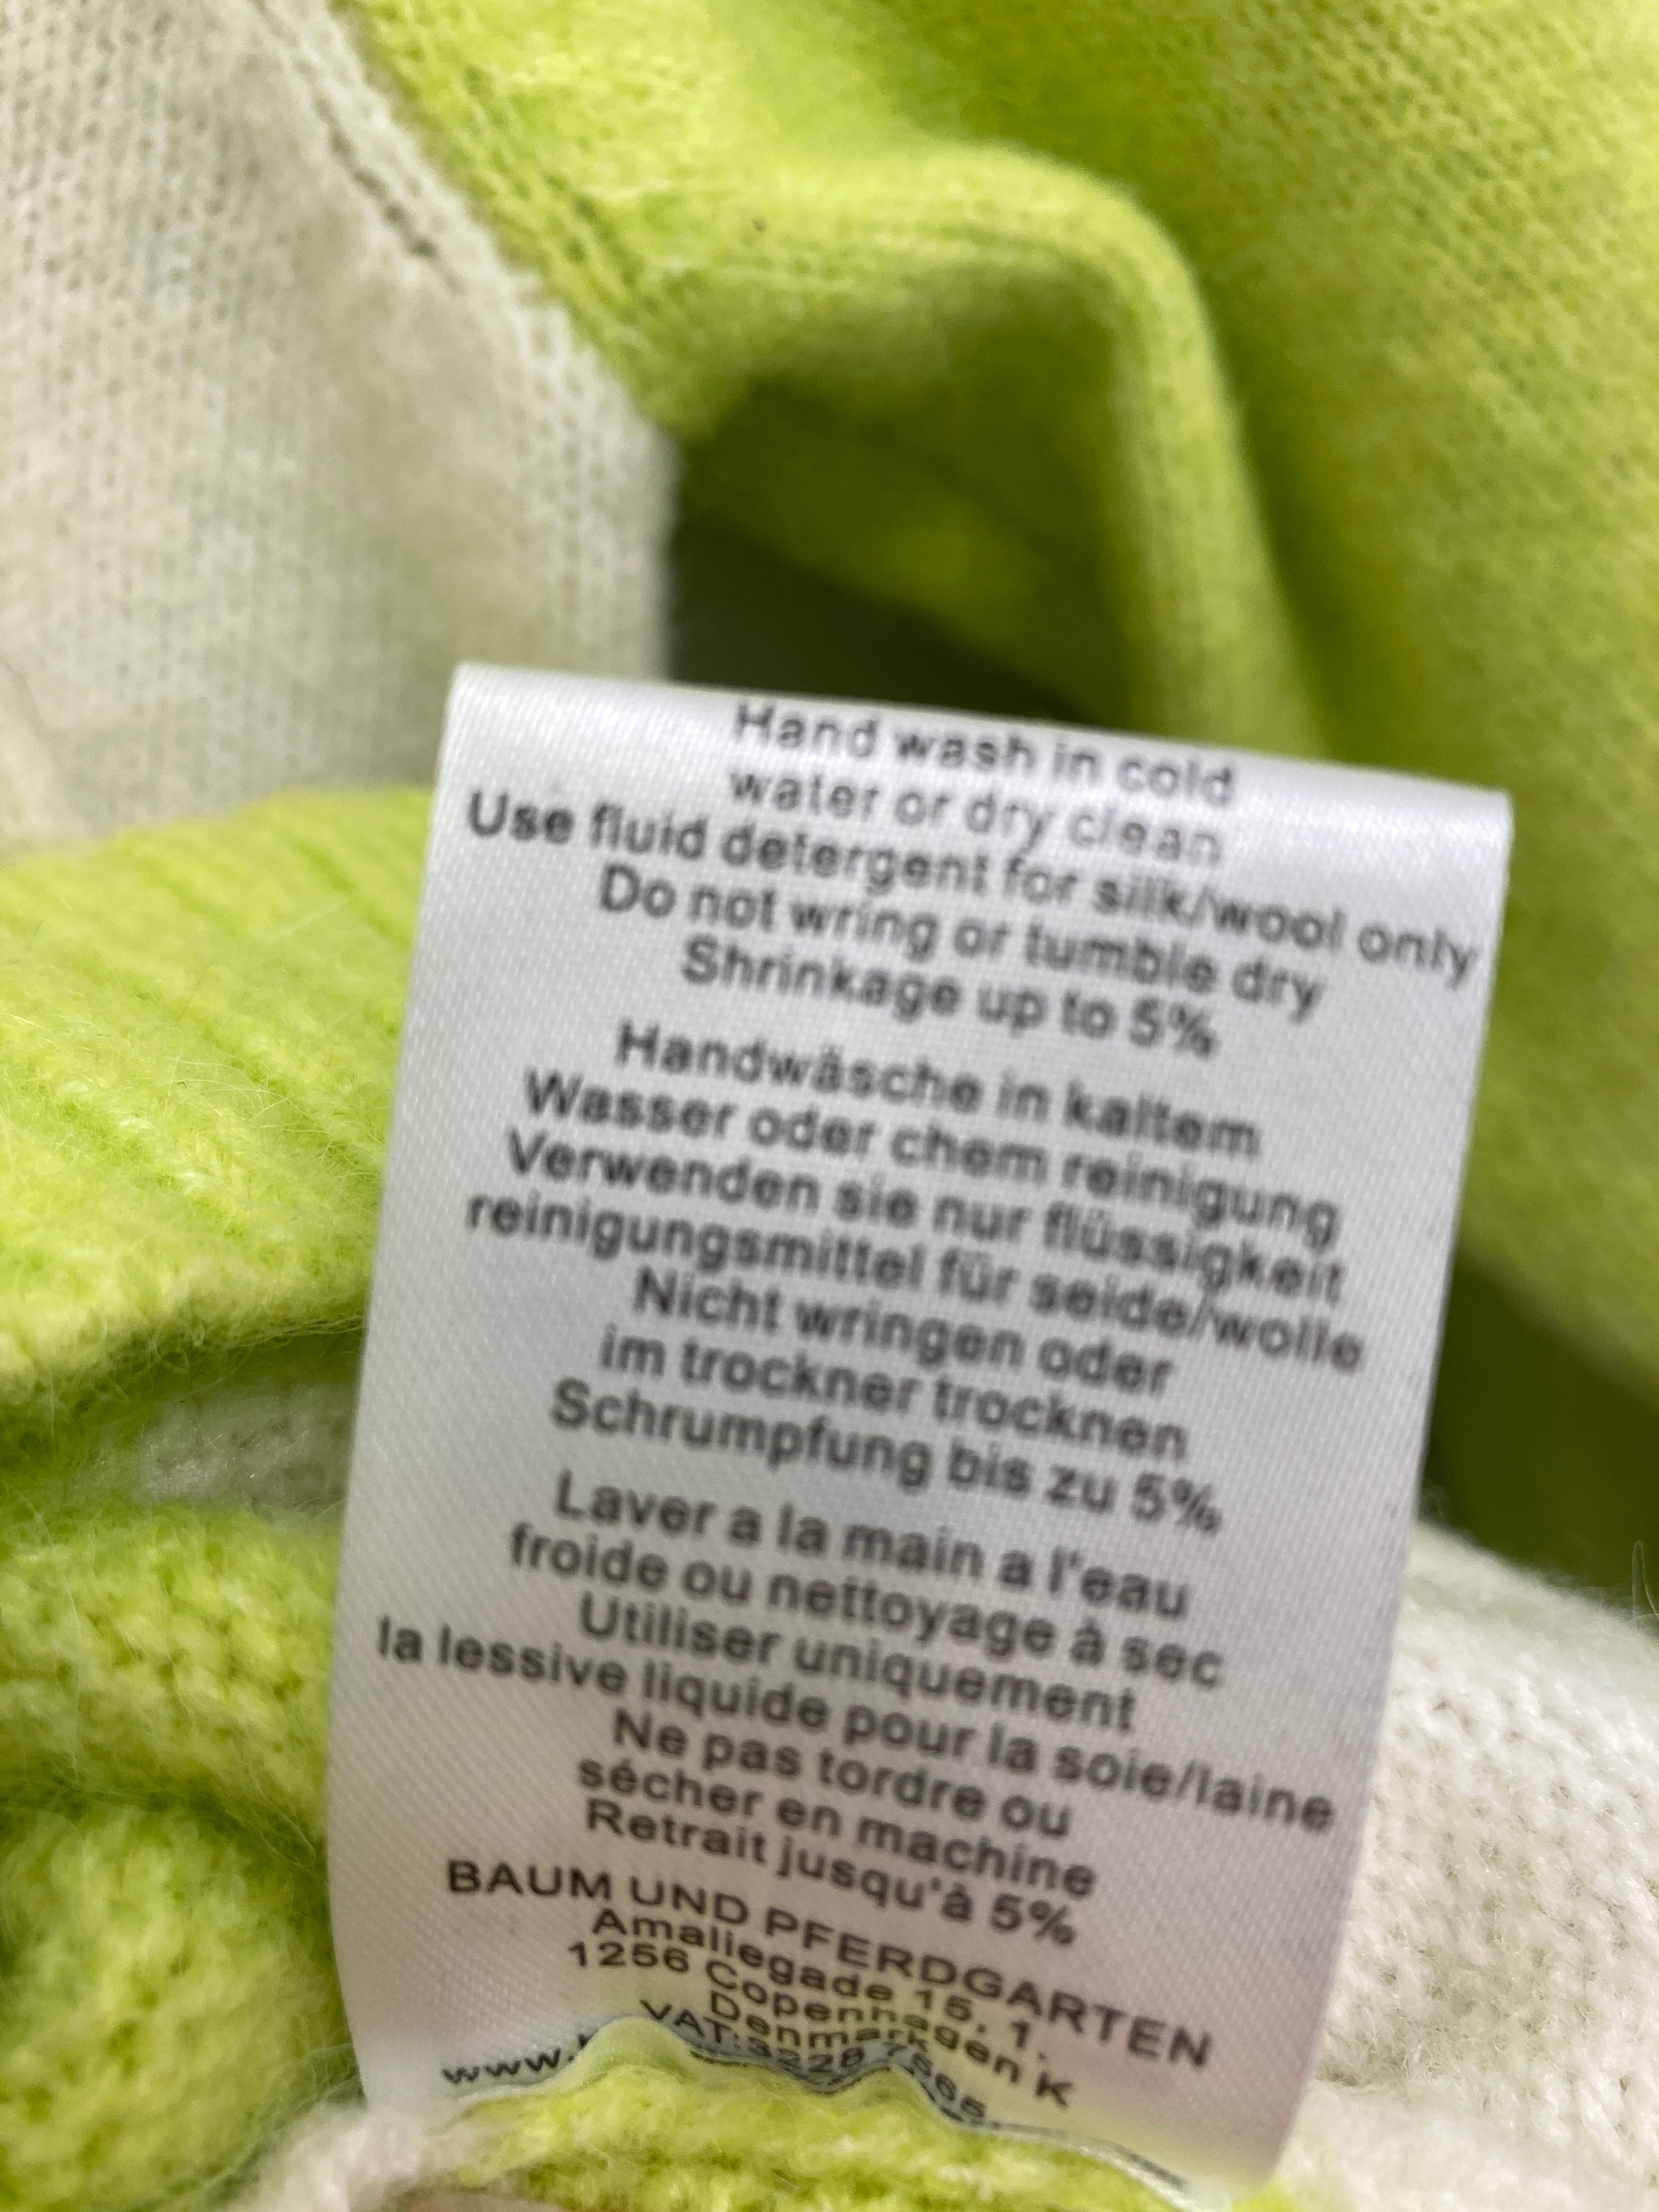 Hand wash in cold
water or dry clean
Use fluid detergent for silk/wool only
Do not wring or tumble dry
Shrinkage up to 5%
Handwäsche in kaltem
Wasser oder chem reinigung
Verwenden sie nur flüssigkeit
reinigungsmittel für seide/wolle
Nicht wringen oder
im trockner trocknen
Schrumpfung bis zu 5%
Laver a la main a l'eau
froide ou nettoyage à sec
Utiliser uniquement
la lessive liquide pour la soie/laine
Ne pas tordre ou
sécher en machine
Retrait jusqu'à 5%
BAUM UND PFERDGARTEN
Amaliegade 15, 1.
1256 Copenhagen K
Denmark
VAT:
www.